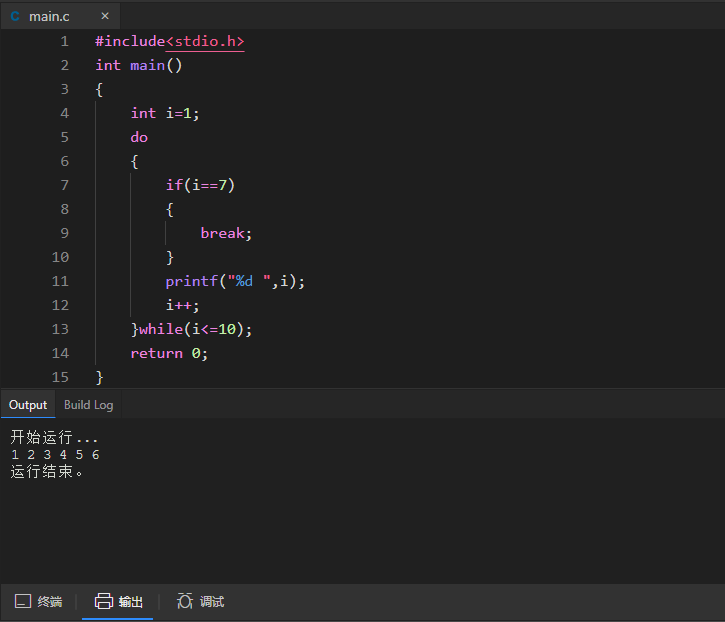 C main.c ×
1 #include<stdio.h>
2 int main()
3 {
4 int i=1;
5 do
6 {
7 if(i==7)
8 {
9 break;
10 }
11 printf("%d ",i);
12 i++;
13 }while(i<=10);
14 return 0;
15 }
Output Build Log
开始运行...
1 2 3 4 5 6
运行结束。
终端 输出 调试